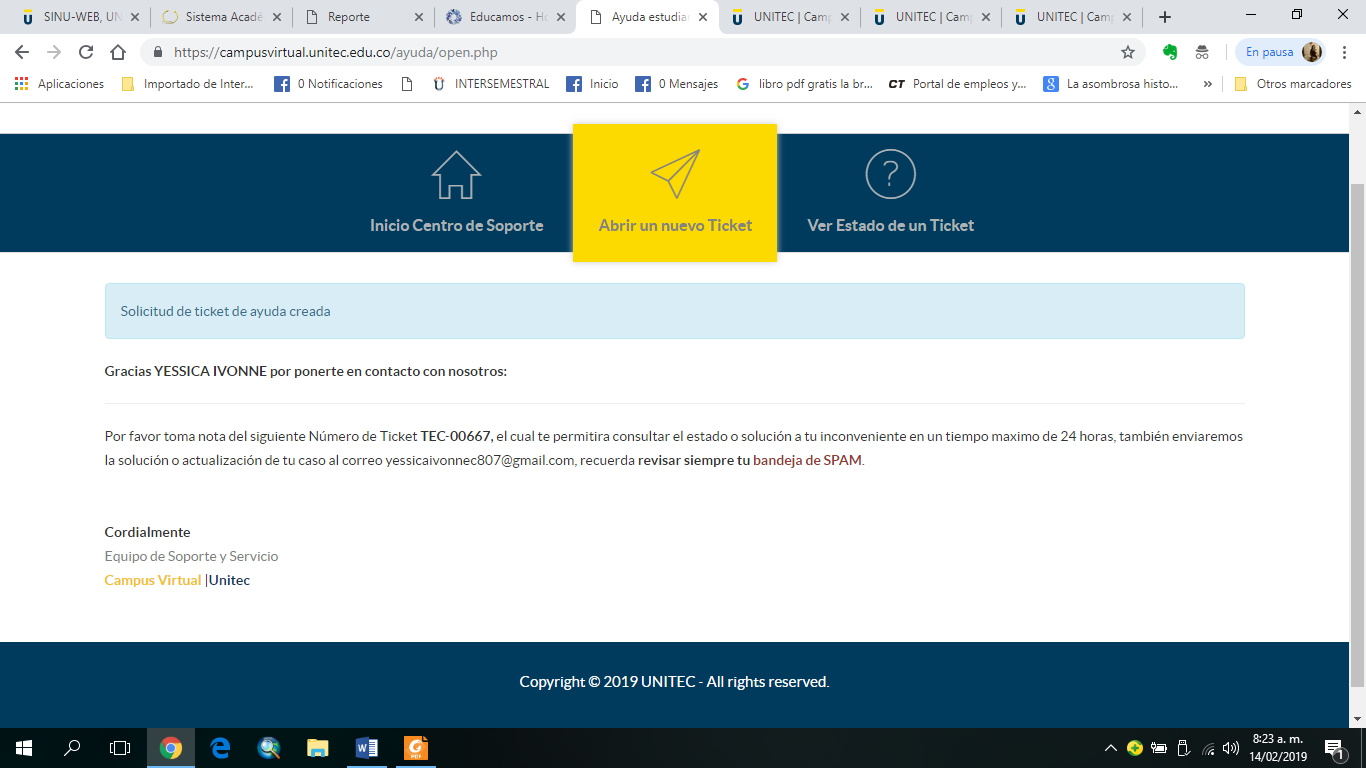 SINU-WEB, UN
Sistema Acadé
Reporte
Educamos - Ho
Ayuda estudian
UNITEC | Camp
UNITEC | Camp
UNITEC | Camp
https://campusvirtual.unitec.edu.co/ayuda/open.php
En pausa
Aplicaciones
Importado de Inter...
0 Notificaciones
INTERSEMESTRAL
Inicio
0 Mensajes
libro pdf gratis la br...
CT Portal de empleos y...
La asombrosa histo...
»
Otros marcadores
Inicio Centro de Soporte
Abrir un nuevo Ticket
?
Ver Estado de un Ticket
Solicitud de ticket de ayuda creada
Gracias YESSICA IVONNE por ponerte en contacto con nosotros:
Por favor toma nota del siguiente Número de Ticket TEC-00667, el cual te permitira consultar el estado o solución a tu inconveniente en un tiempo maximo de 24 horas, también enviaremos
la solución o actualización de tu caso al correo yessicaivonnec807@gmail.com, recuerda revisar siempre tu bandeja de SPAM.
Cordialmente
Equipo de Soporte y Servicio
Campus Virtual |Unitec
Copyright © 2019 UNITEC - All rights reserved.
8:23 a. m.
14/02/2019
1